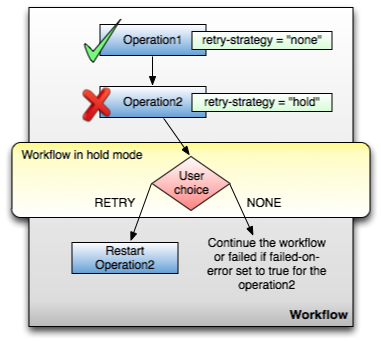 Operation1
retry-strategy = "none"
Operation2
retry-strategy = "hold"
Workflow in hold mode
User
choice
RETRY
NONE
Restart
Operation2
Continue the workflow
or failed if failed-on-
error set to true for the
operation2
Workflow